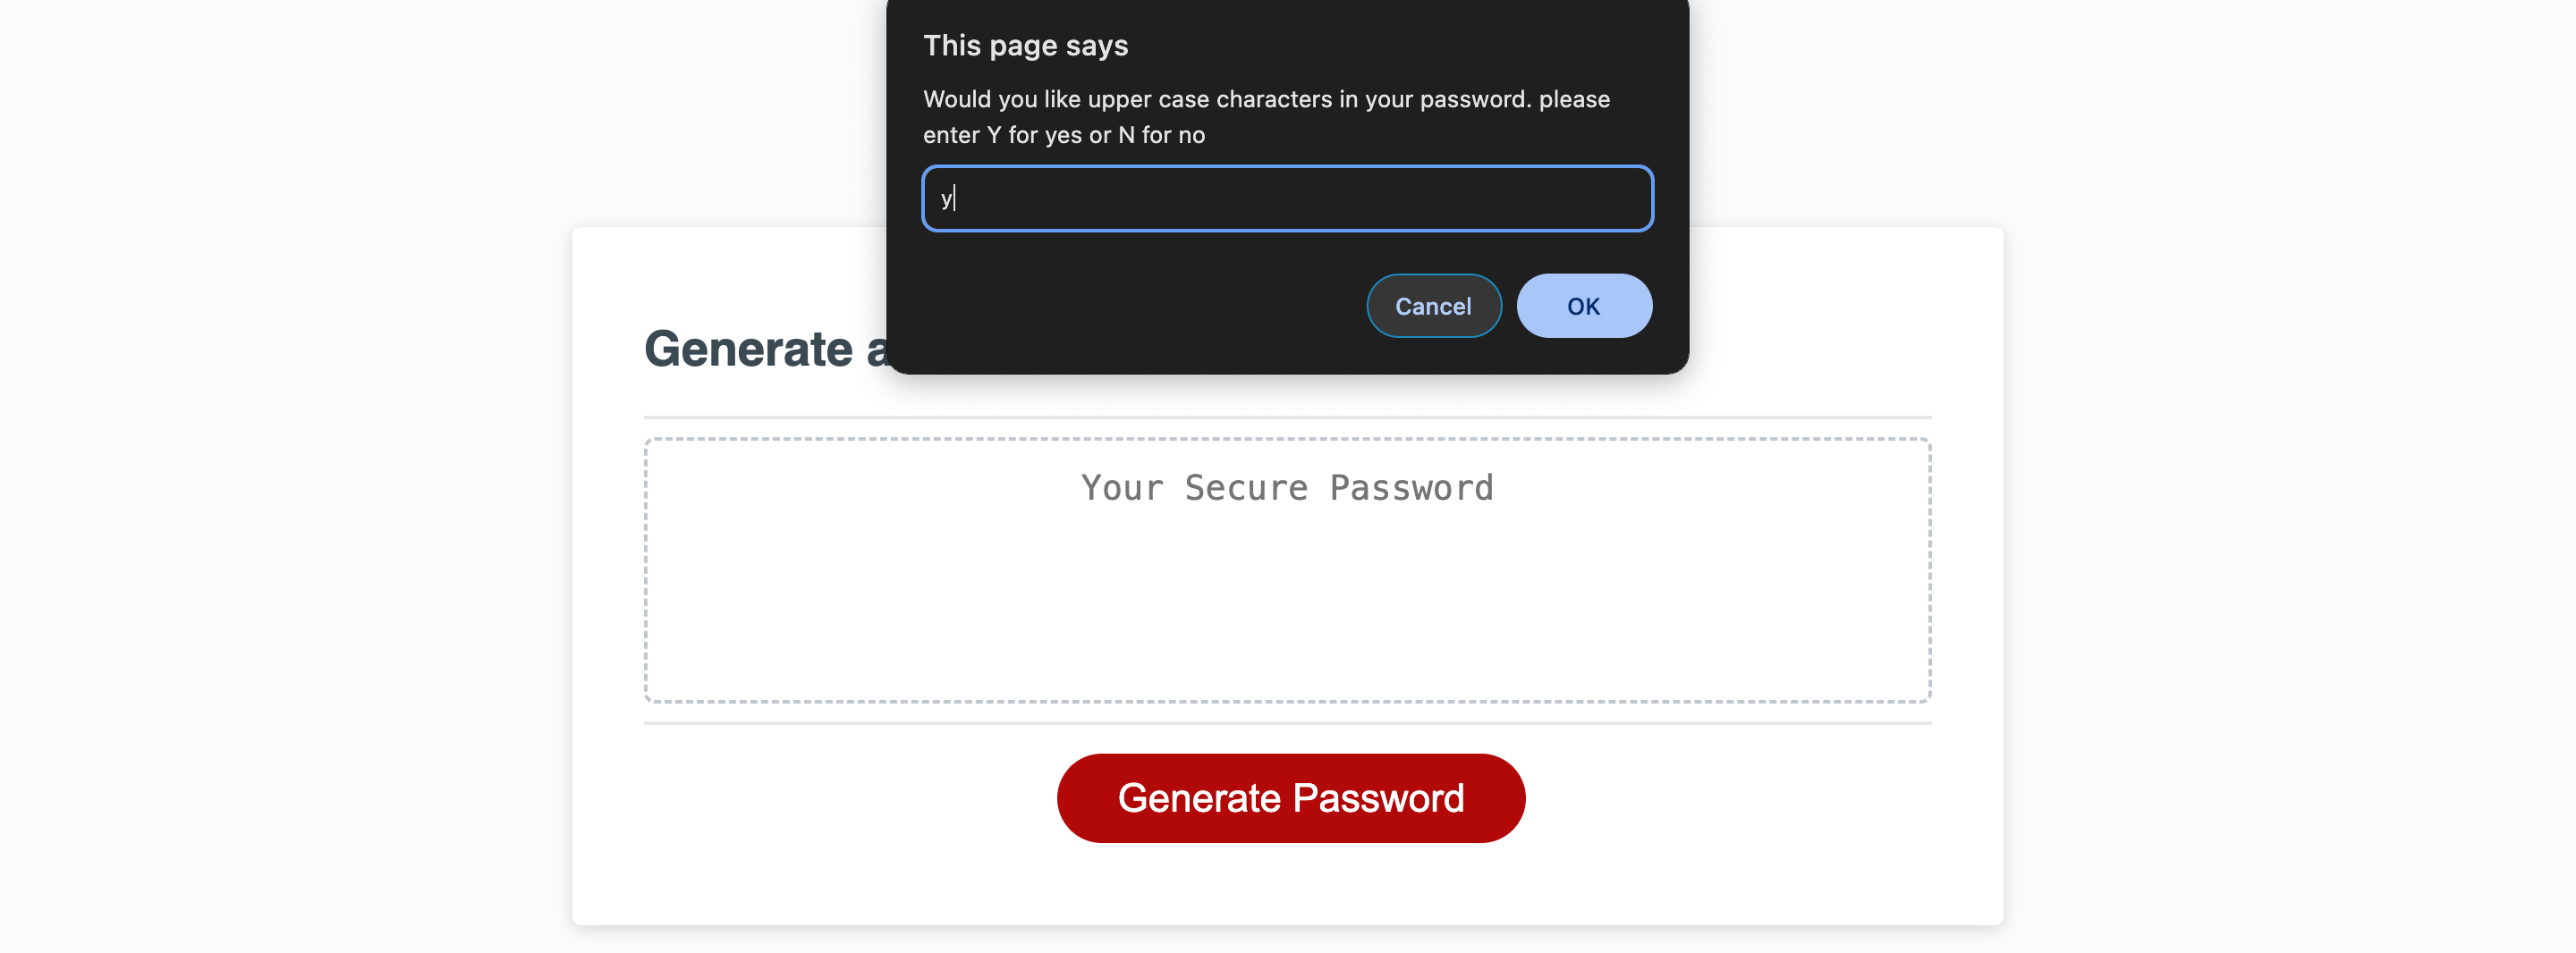 This page says
Would you like upper case characters in your password. please
enter Y for yes or N for no
y
Cancel
OK
Generate a
Your Secure Password
Generate Password